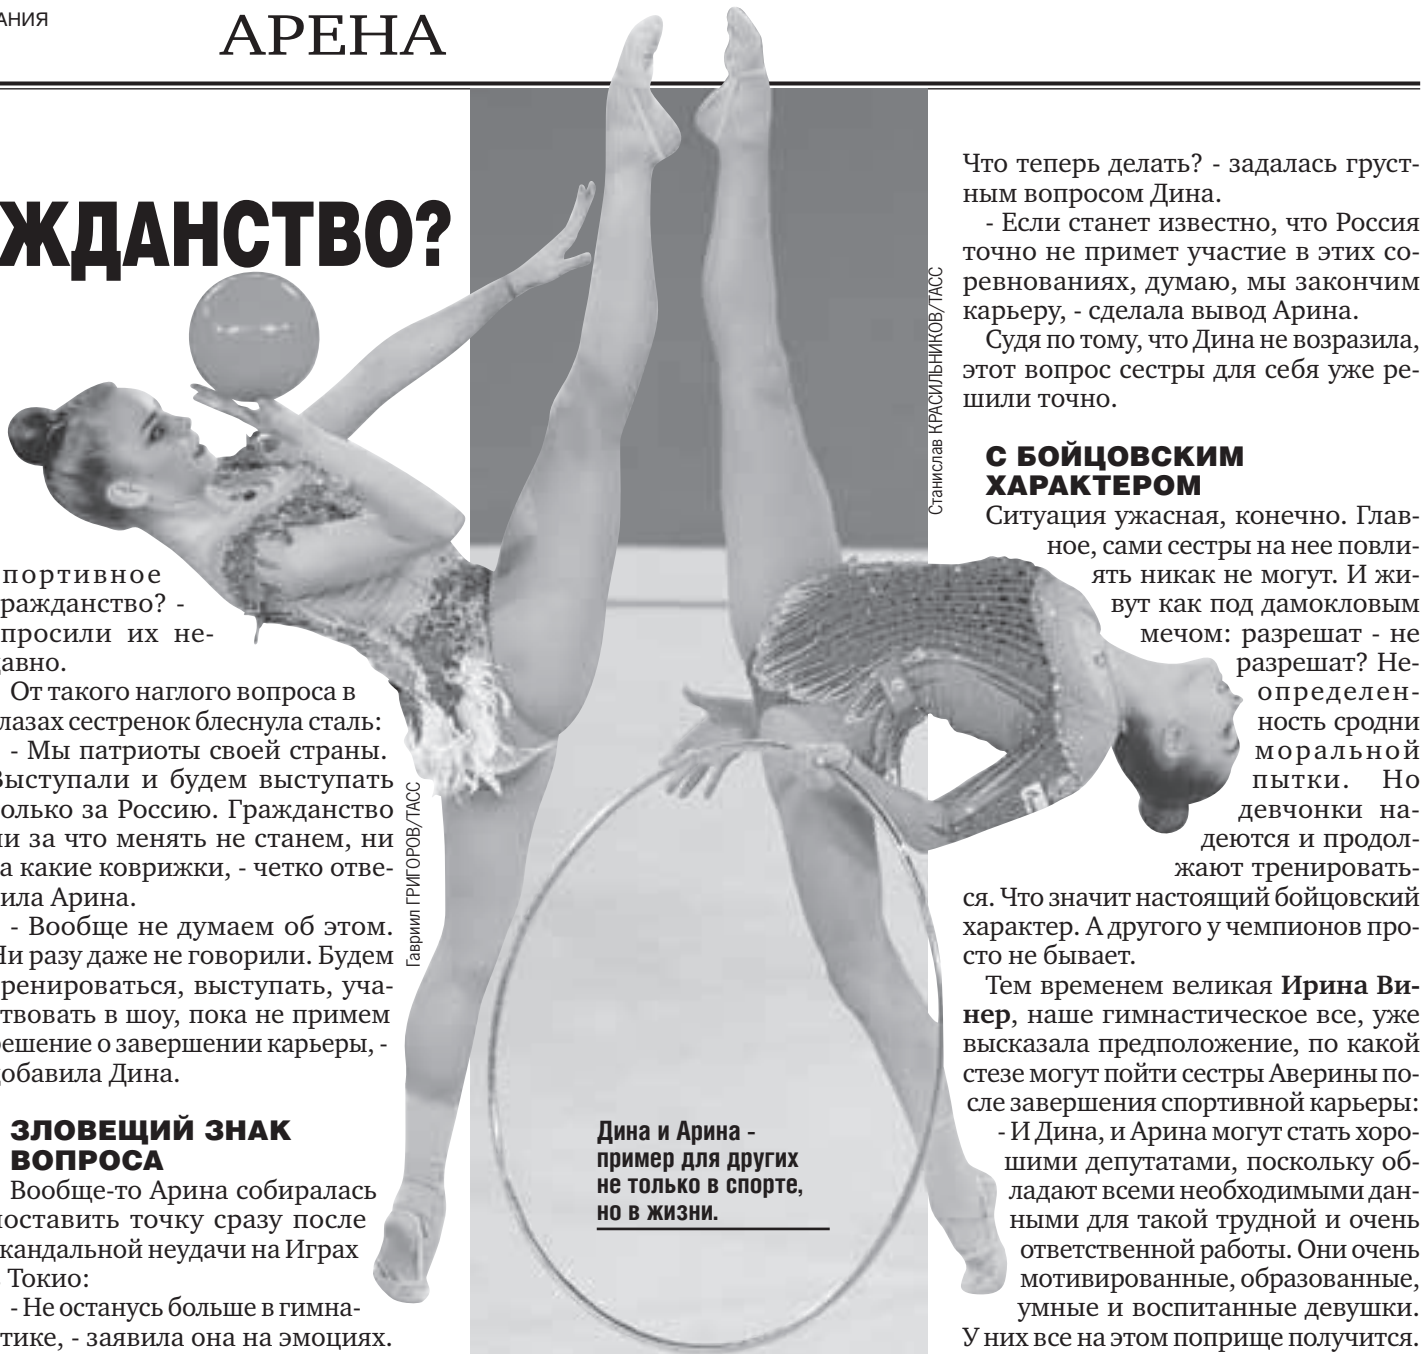 АНИЯ
АРЕНА
ЖДАНСТВО?
портивное
ражданство? -
просили их не-
давно.
От такого наглого вопроса в
лазах сестренок блеснула сталь:
- Мы патриоты своей страны.
Выступали и будем выступать
олько за Россию. Гражданство
ни за что менять не станем, ни
а какие коврижки, - четко отве-
ила Арина.
- Вообще не думаем об этом.
Ни разу даже не говорили. Будем
ренироваться, выступать, уча-
твовать в шоу, пока не примем
решение о завершении карьеры, -
добавила Дина.
ЗЛОВЕЩИЙ ЗНАК
ВОПРОСА
Вообще-то Арина собиралась
поставить точку сразу после
кандальной неудачи на Играх
Токио:
- Не останусь больше в гимна-
тике, - заявила она на эмоциях.
Гавриил ГРИГОРОВ/ТАСС
Дина и Арина -
пример для других
не только в спорте,
но в жизни.
Станислав КРАСИЛЬНИКОВ/ТАСС
Что теперь делать? - задалась груст-
ным вопросом Дина.
- Если станет известно, что Россия
точно не примет участие в этих со-
ревнованиях, думаю, мы закончим
карьеру, - сделала вывод Арина.
Судя по тому, что Дина не возразила,
этот вопрос сестры для себя уже ре-
шили точно.
С БОЙЦОВСКИМ
ХАРАКТЕРОМ
Ситуация ужасная, конечно. Глав-
ное, сами сестры на нее повли-
ять никак не могут. И жи-
вут как под дамокловым
мечом: разрешат - не
разрешат? Не-
определен-
ность сродни
моральной
пытки. Но
девчонки на-
деются и продол-
жают тренировать-
ся. Что значит настоящий бойцовский
характер. А другого у чемпионов про-
сто не бывает.
Тем временем великая Ирина Ви-
нер, наше гимнастическое все, уже
высказала предположение, по какой
стезе могут пойти сестры Аверины по-
сле завершения спортивной карьеры:
- И Дина, и Арина могут стать хоро-
шими депутатами, поскольку об-
ладают всеми необходимыми дан-
ными для такой трудной и очень
ответственной работы. Они очень
мотивированные, образованные,
умные и воспитанные девушки.
У них все на этом поприще получится.